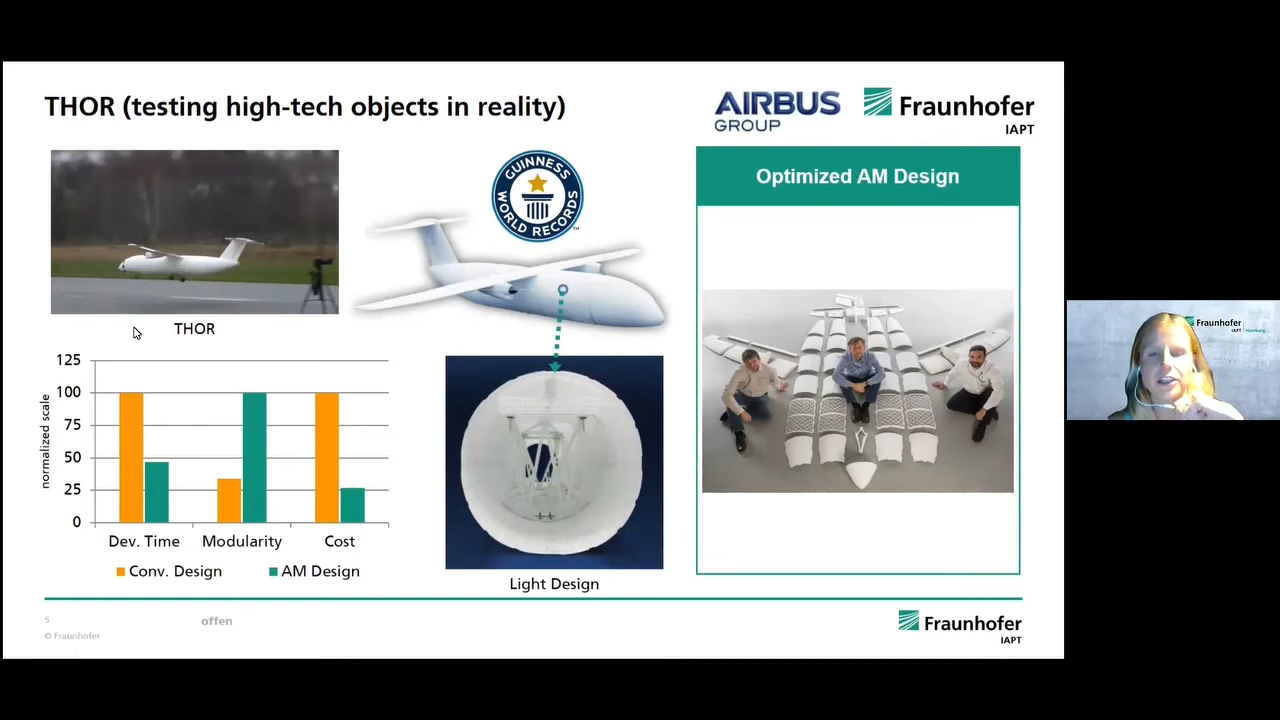 THOR (testing high-tech objects in reality)
AIRBUS
GROUP
Fraunhofer
IAPT
GUINNESS
WORLD RECORDS
TM
Optimized AM Design
THOR
normalized scale
125
100
75
50
25
0
Dev. Time Modularity Cost
Conv. Design AM Design
Light Design
Fraunhofer
IAPT Hamburg
5
© Fraunhofer
offen
Fraunhofer
IAPT